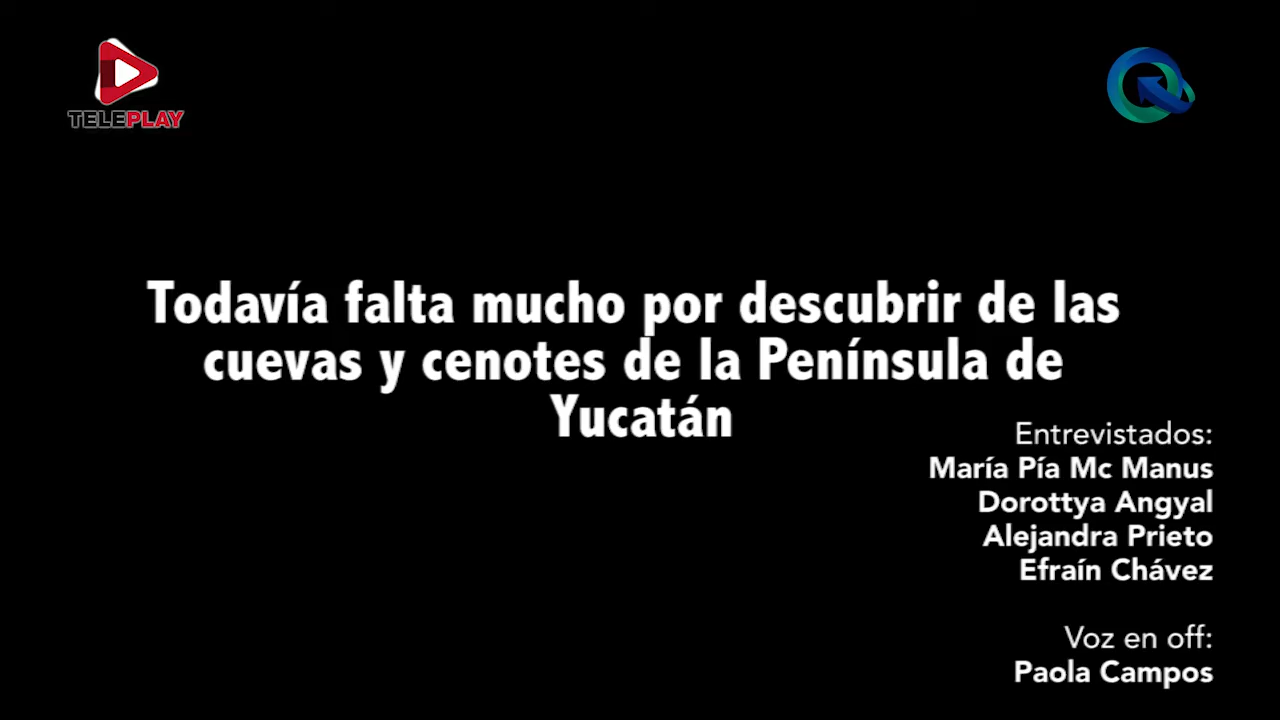 TELEPLAY
Todavía falta mucho por descubrir de las
cuevas y cenotes de la Península de
Yucatán
Entrevistados:
María Pía Mc Manus
Dorottya Angyal
Alejandra Prieto
Efraín Chávez
Voz en off:
Paola Campos